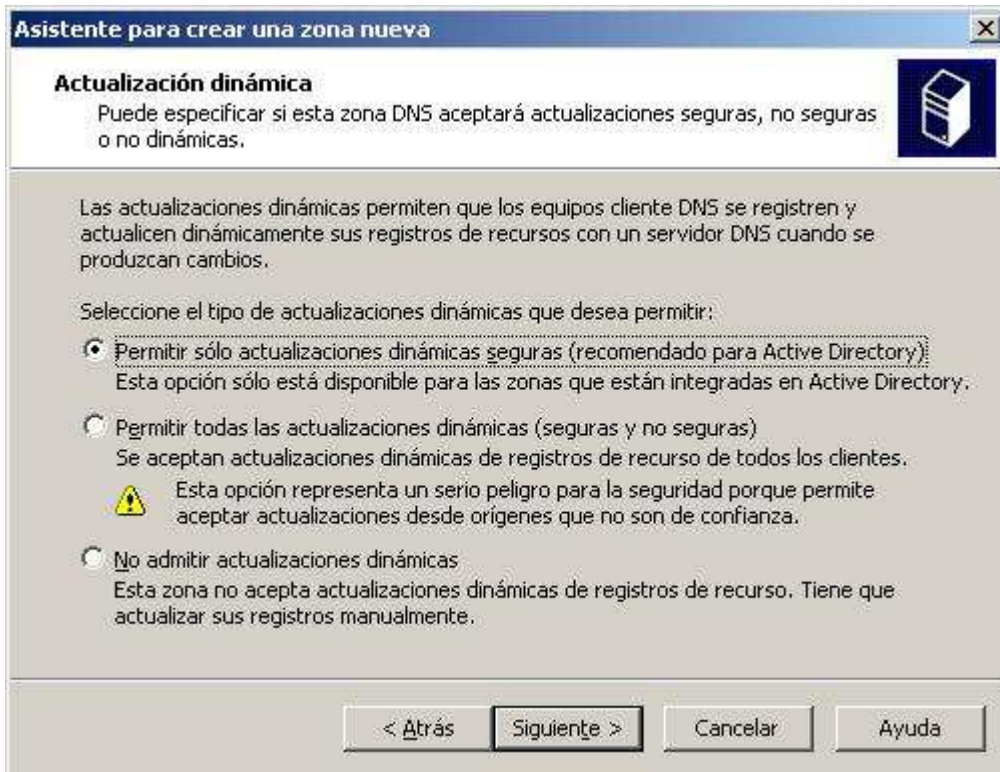 Asistente para crear una zona nueva
Actualización dinámica
Puede especificar si esta zona DNS aceptará actualizaciones seguras, no seguras
o no dinámicas.
Las actualizaciones dinámicas permiten que los equipos cliente DNS se registren y
actualicen dinámicamente sus registros de recursos con un servidor DNS cuando se
produzcan cambios.
Seleccione el tipo de actualizaciones dinámicas que desea permitir:
Permitir sólo actualizaciones dinámicas seguras (recomendado para Active Directory)
Esta opción sólo está disponible para las zonas que están integradas en Active Directory.
Permitir todas las actualizaciones dinámicas (seguras y no seguras)
Se aceptan actualizaciones dinámicas de registros de recurso de todos los clientes.
Esta opción representa un serio peligro para la seguridad porque permite
aceptar actualizaciones desde orígenes que no son de confianza.
No admitir actualizaciones dinámicas
Esta zona no acepta actualizaciones dinámicas de registros de recurso. Tiene que
actualizar sus registros manualmente.
< Atrás Siguiente > Cancelar Ayuda